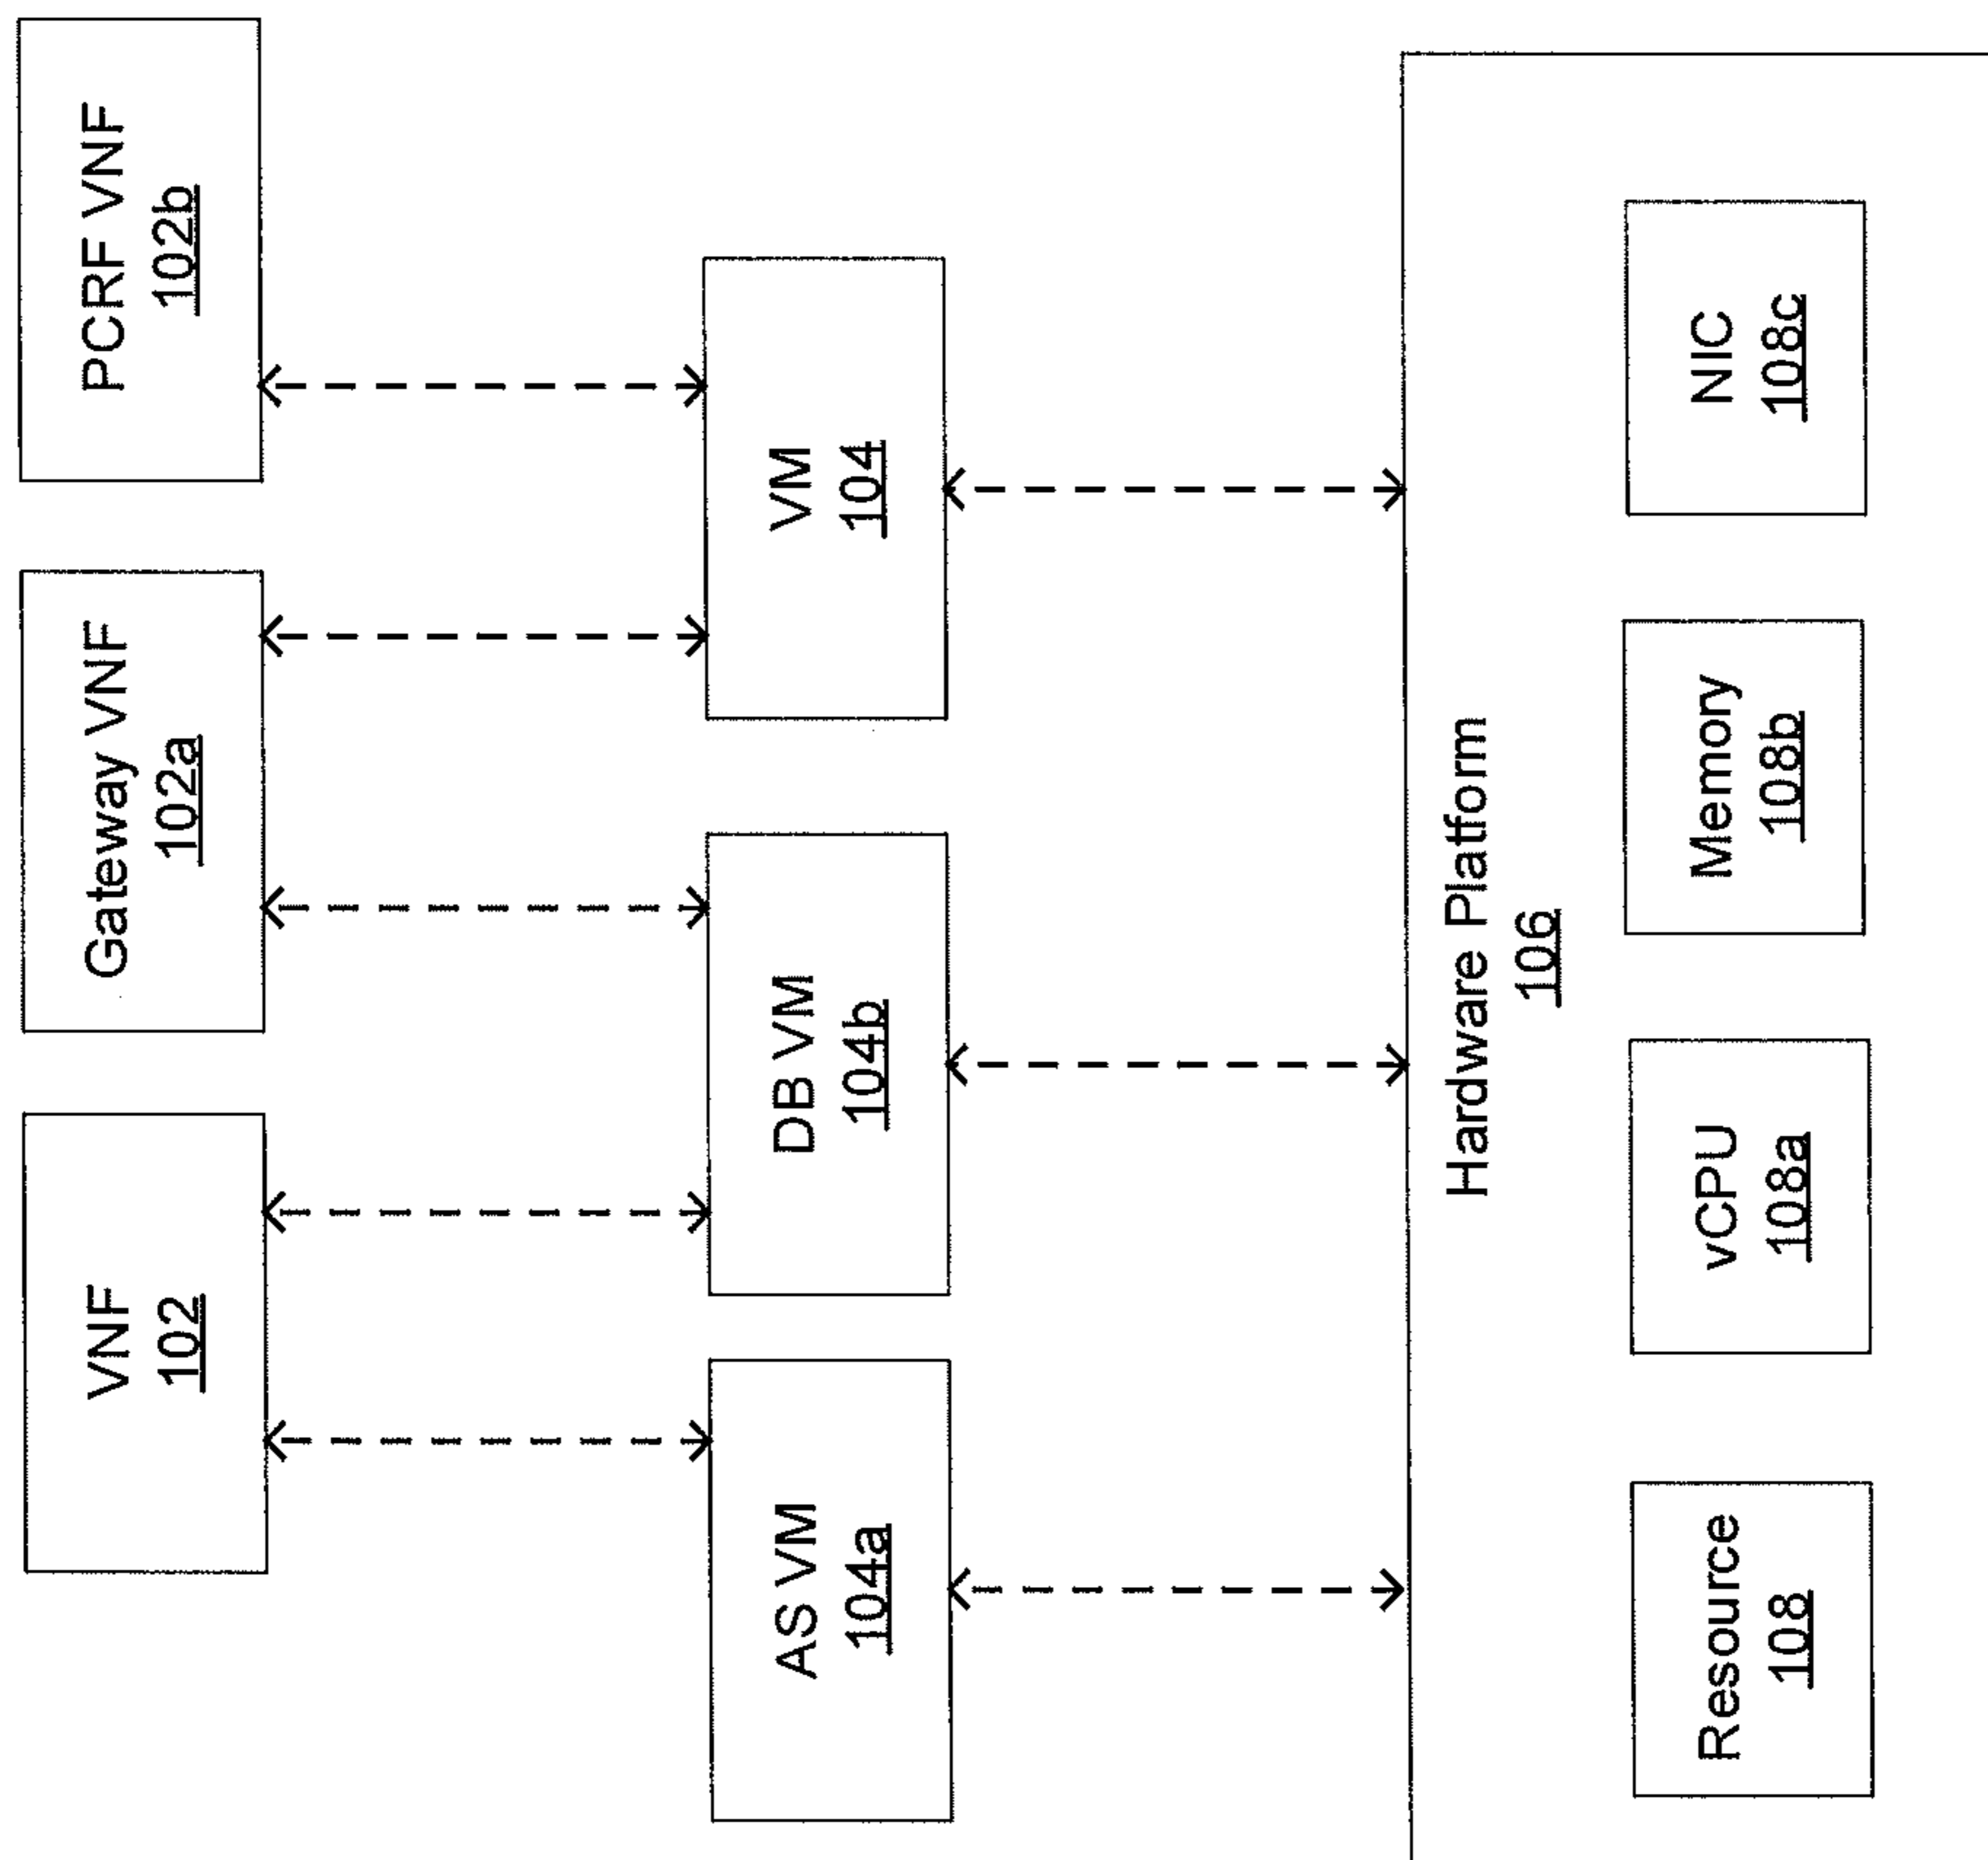 VNF
102
Gateway VNF
102a
PCRF VNF
102b
AS VM
104a
DB VM
104b
VM
104
Hardware Platform
106
Resource
108
vCPU
108a
Memory
108b
NIC
108c